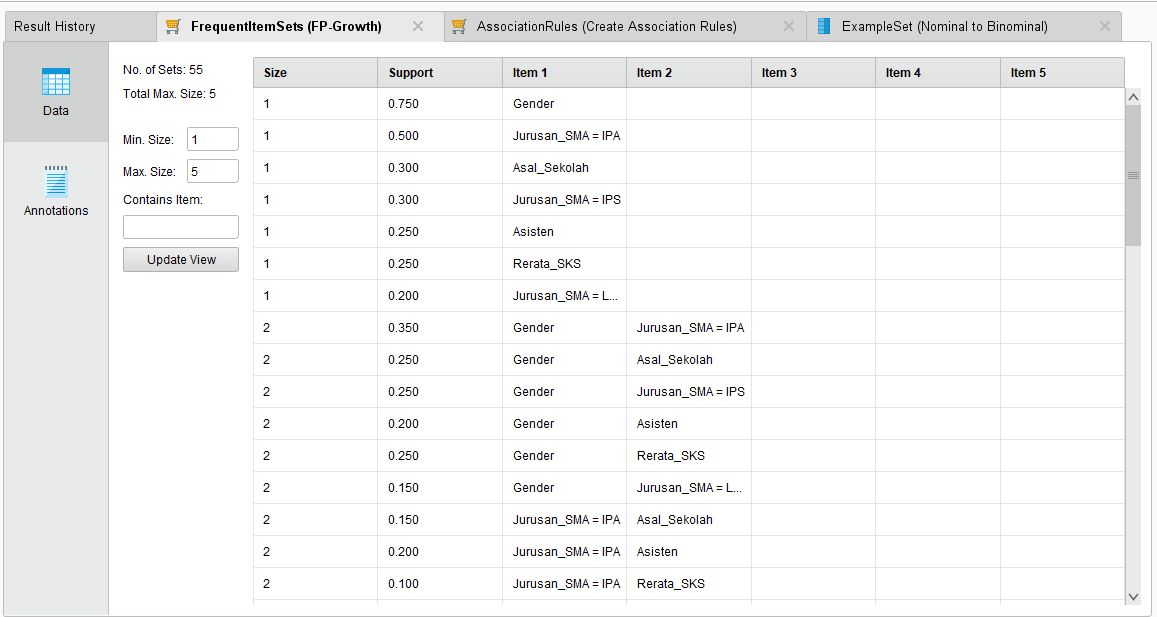 Result History
FrequentItemSets (FP-Growth)
AssociationRules (Create Association Rules)
ExampleSet (Nominal to Binominal)
Data
Annotations
No. of Sets: 55
Total Max. Size: 5
Min. Size: 1
Max. Size: 5
Contains Item:
Update View
Size Support Item 1 Item 2 Item 3 Item 4 Item 5
1 0.750 Gender
1 0.500 Jurusan_SMA = IPA
1 0.300 Asal_Sekolah
1 0.300 Jurusan_SMA = IPS
1 0.250 Asisten
1 0.250 Rerata_SKS
1 0.200 Jurusan_SMA = L...
2 0.350 Gender Jurusan_SMA = IPA
2 0.250 Gender Asal_Sekolah
2 0.250 Gender Jurusan_SMA = IPS
2 0.200 Gender Asisten
2 0.250 Gender Rerata_SKS
2 0.150 Gender Jurusan_SMA = L...
2 0.150 Jurusan_SMA = IPA Asal_Sekolah
2 0.200 Jurusan_SMA = IPA Asisten
2 0.100 Jurusan_SMA = IPA Rerata_SKS